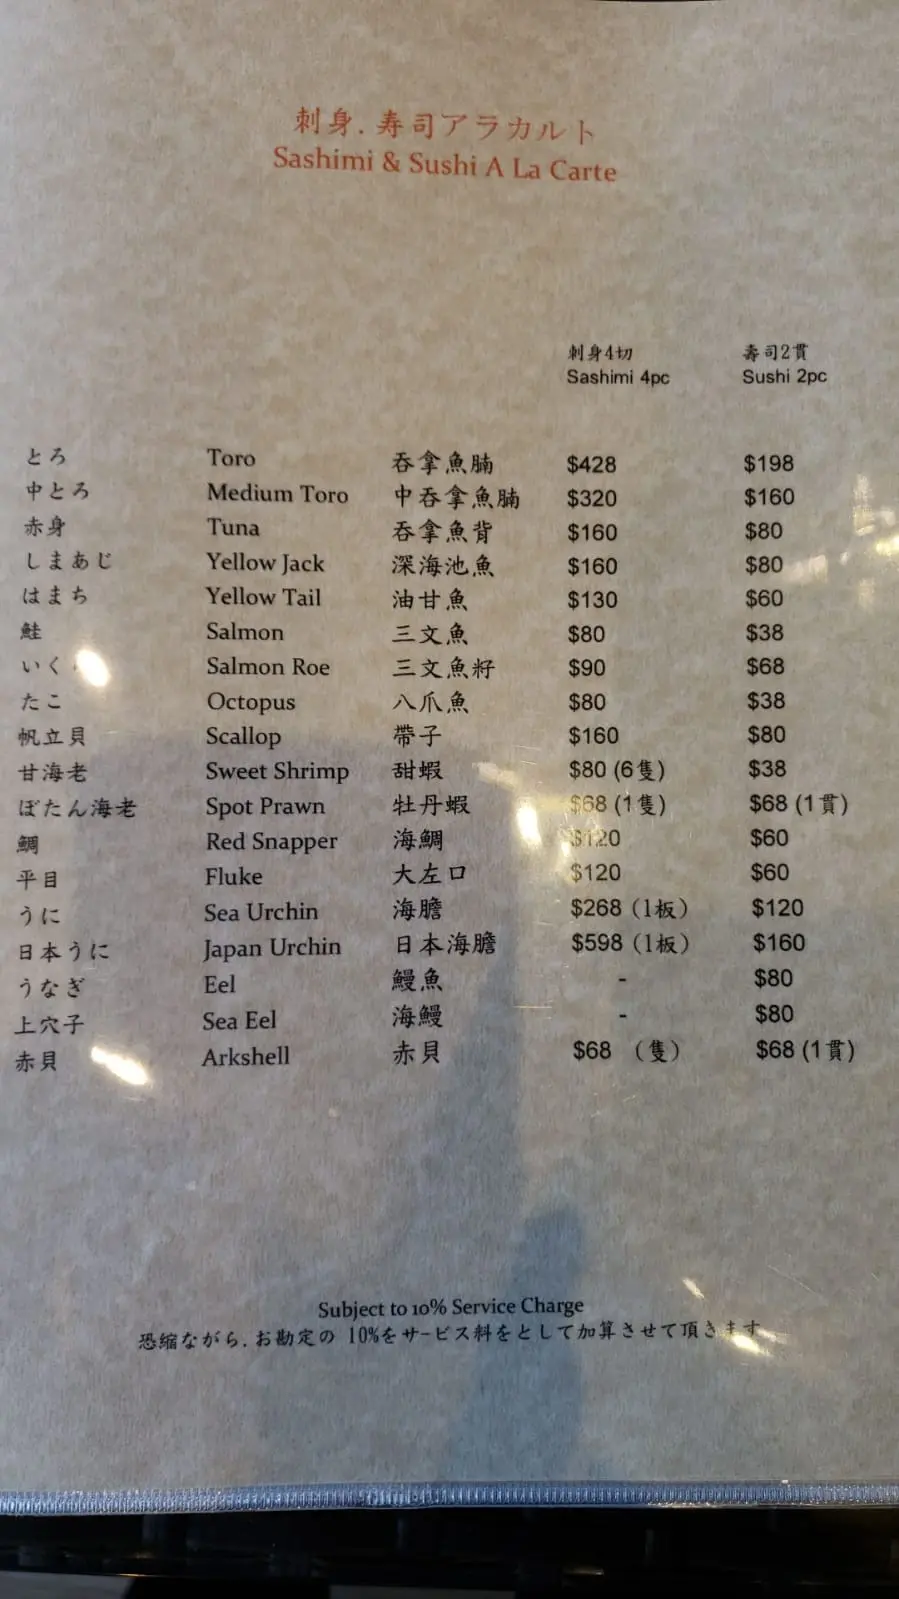 刺身.寿司アラカルト
Sashimi & Sushi A La Carte
刺身4切 壽司2貫
Sashimi 4pc Sushi 2pc
とろ Toro 吞拿魚腩 $428 $198
中とろ Medium Toro 中吞拿魚腩 $320 $160
赤身 Tuna 吞拿魚背 $160 $80
しまあじ Yellow Jack 深海池魚 $160 $80
はまち Yellow Tail 油甘魚 $130 $60
鮭 Salmon 三文魚 $80 $38
いく Salmon Roe 三文魚籽 $90 $68
たこ Octopus 八爪魚 $80 $38
帆立貝 Scallop 帶子 $160 $80
甘海老 Sweet Shrimp 甜蝦 $80 (6隻) $38
ぼたん海老 Spot Prawn 牡丹蝦 $68 (1隻) $68 (1貫)
鯛 Red Snapper 海鯛 $120 $60
平目 Fluke 大左口 $120 $60
うに Sea Urchin 海膽 $268 (1板) $120
日本うに Japan Urchin 日本海膽 $598 (1板) $160
うなぎ Eel 鰻魚 - $80
上穴子 Sea Eel 海鰻 - $80
赤貝 Arkshell 赤貝 $68 (隻) $68 (1貫)
Subject to 10% Service Charge
恐縮ながら.お勘定の 10%をサービス料をとして加算させて頂きます